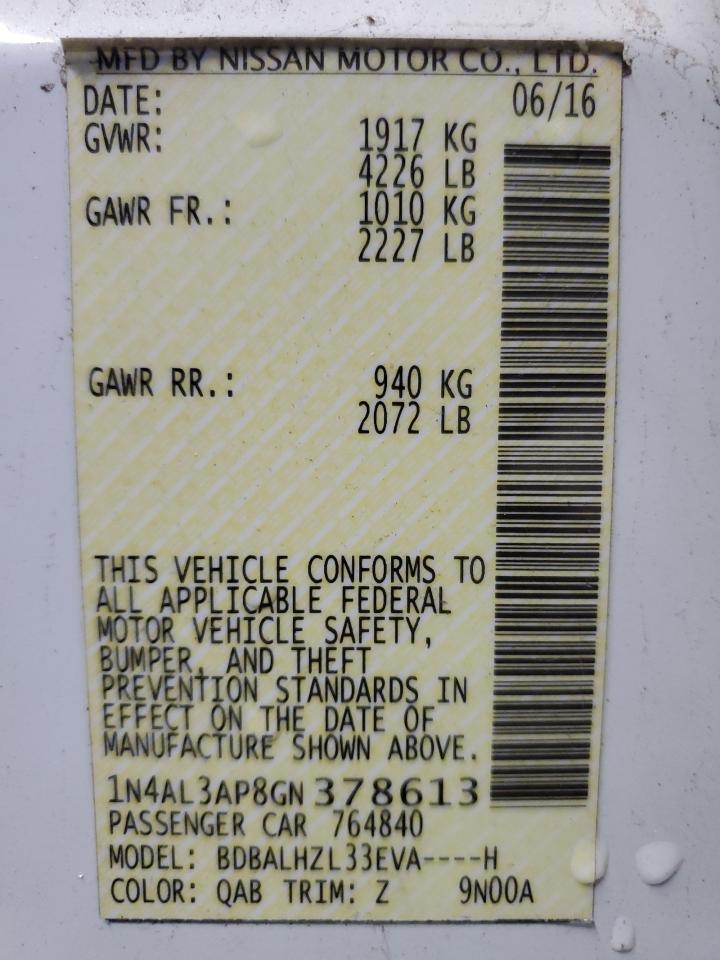 MFD BY NISSAN MOTOR CO., LTD.
DATE: 06/16
GVWR: 1917 KG
4226 LB
GAWR FR.: 1010 KG
2227 LB
GAWR RR.: 940 KG
2072 LB
THIS VEHICLE CONFORMS TO
ALL APPLICABLE FEDERAL
MOTOR VEHICLE SAFETY,
BUMPER, AND THEFT
PREVENTION STANDARDS IN
EFFECT ON THE DATE OF
MANUFACTURE SHOWN ABOVE.
1N4AL3AP8GN 378613
PASSENGER CAR 764840
MODEL: BDBALHZL33EVA----H
COLOR: QAB TRIM: Z 9N00A